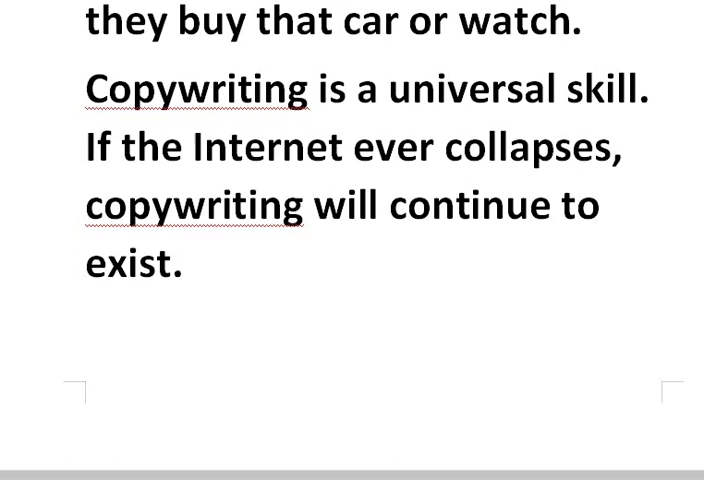 they buy that car or watch.
Copywriting is a universal skill.
If the Internet ever collapses,
copywriting will continue to
exist.